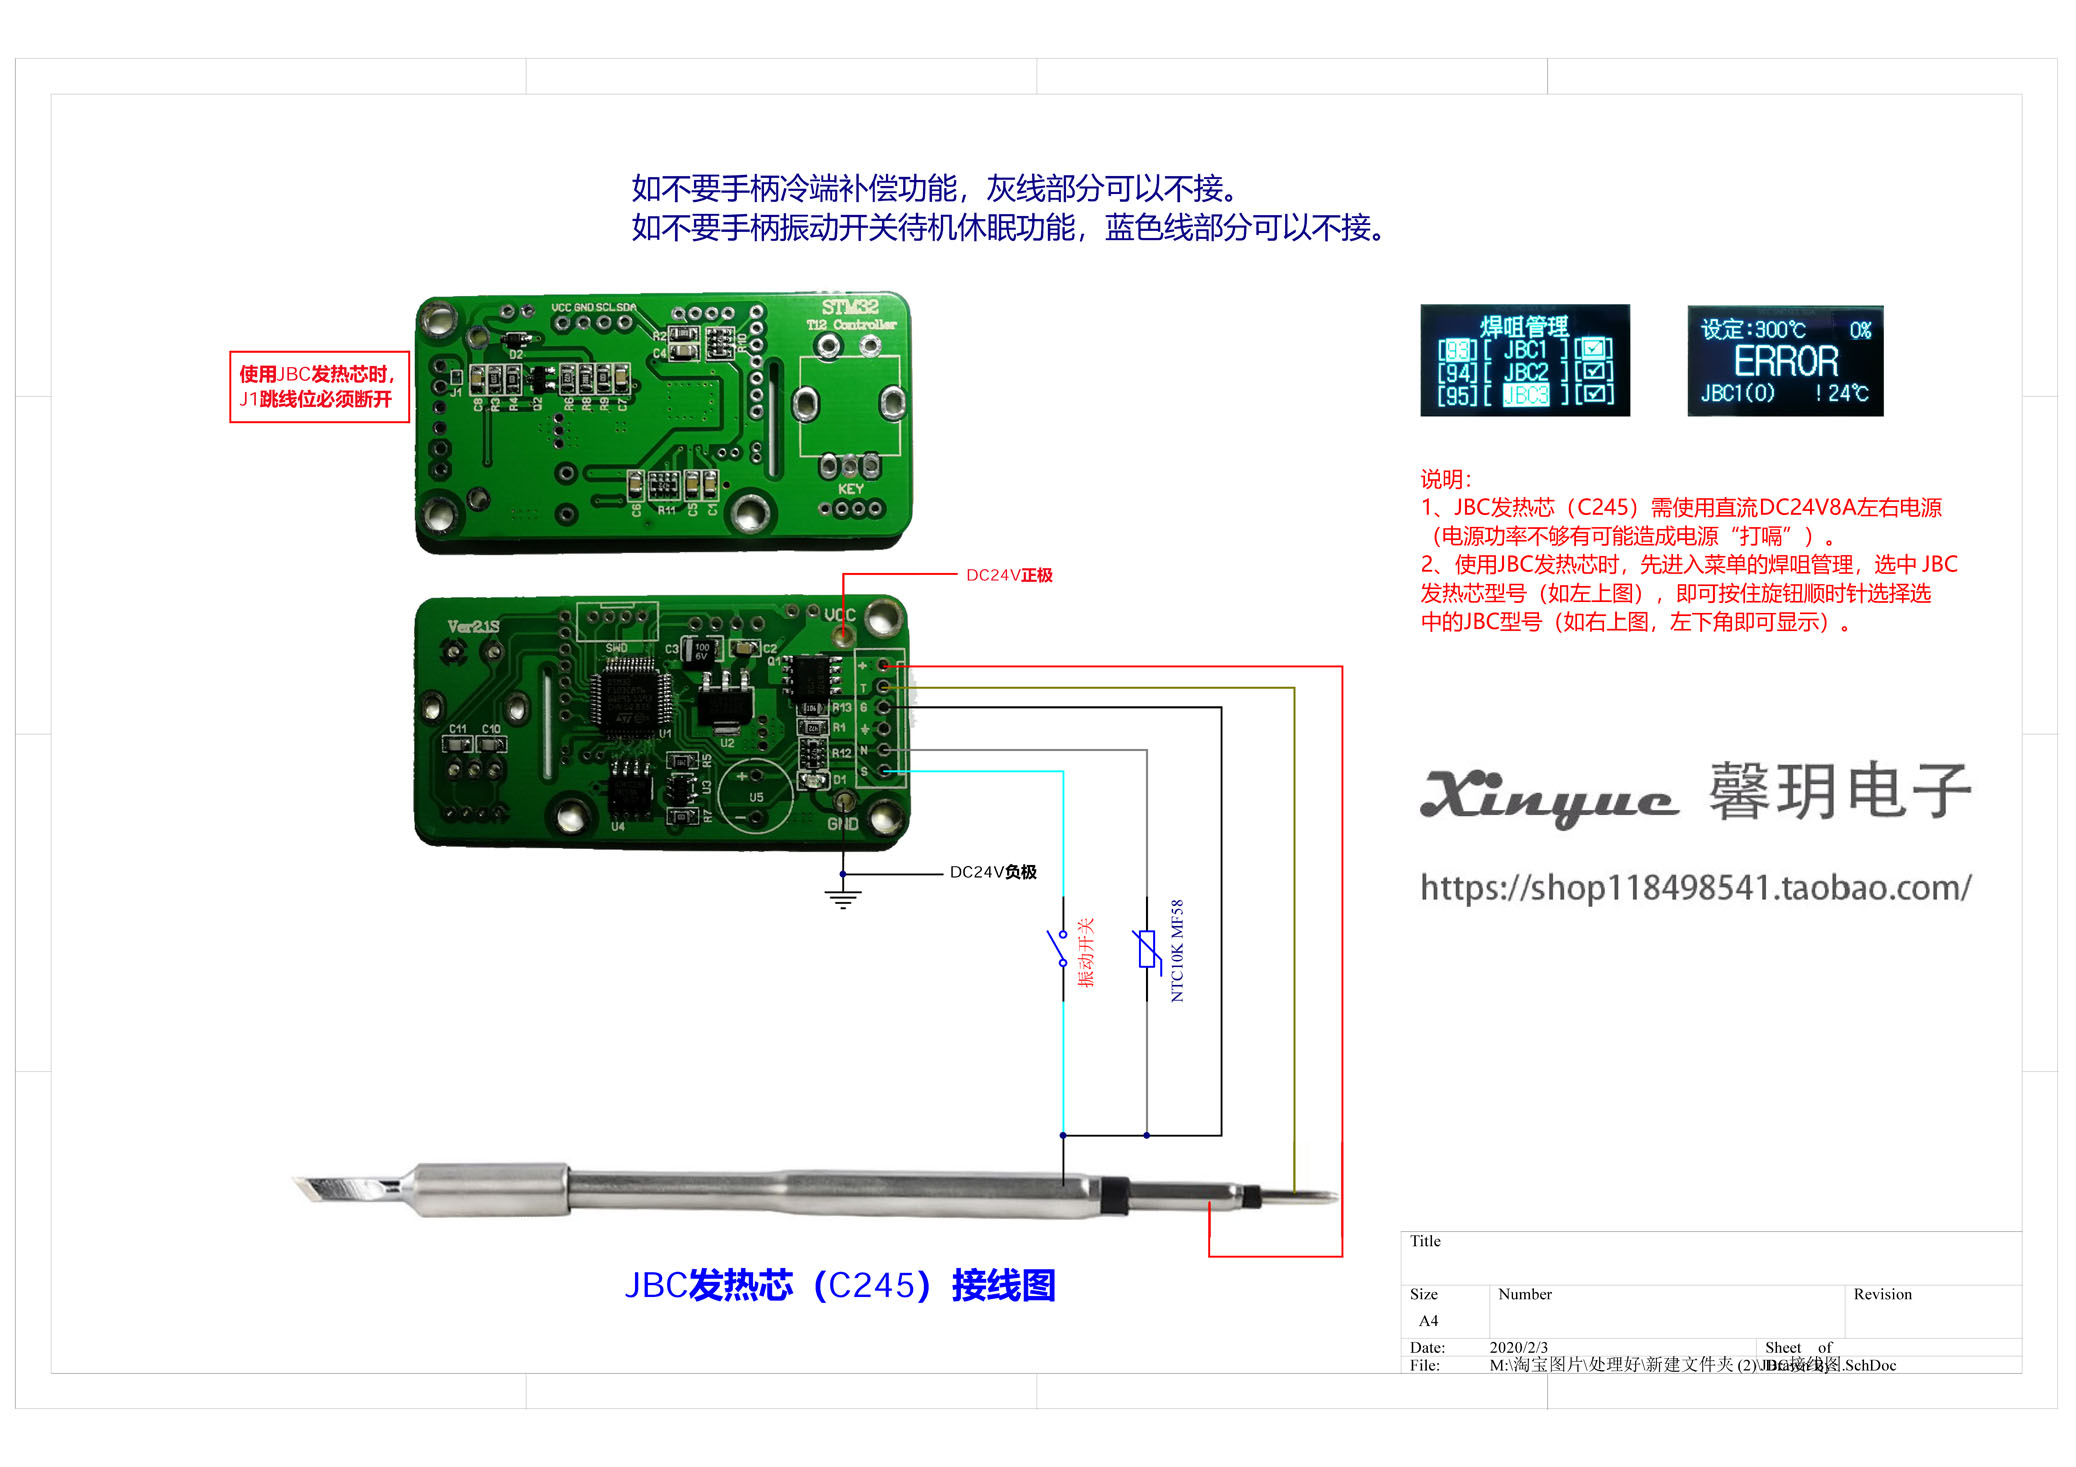 如不要手柄冷端补偿功能，灰线部分可以不接。
如不要手柄振动开关待机休眠功能，蓝色线部分可以不接。
使用JBC发热芯时，
J1跳线位必须断开
VCC GND SCL SDA
STM32
T12 Controller
R2
C4
R10
D2
J1
C8
R3
R4
Q2
R6
R8
R9
C7
C6
R11
C5
C1
KEY
焊咀管理
[93][ JBC1 ][☑]
[94][ JBC2 ][☑]
[95][ JBC3 ][☑]
设定:300℃ 0%
ERROR
JBC1(0) !24℃
说明：
1、JBC发热芯（C245）需使用直流DC24V8A左右电源
（电源功率不够有可能造成电源“打嗝”）。
2、使用JBC发热芯时，先进入菜单的焊咀管理，选中 JBC
发热芯型号（如左上图），即可按住旋钮顺时针选择选
中的JBC型号（如右上图，左下角即可显示）。
DC24V正极
Ver2.1S
SWD
VCC
C3
100
6V
C2
Q1
+
T
G
N
S
R13
R1
R12
D1
C11
C10
U1
U2
R5
U3
R7
U4
+
U5
−
GND
DC24V负极
振动开关
NTC10K MF58
Xinyue 馨玥电子
https://shop118498541.taobao.com/
JBC发热芯（C245）接线图
Title
Size
A4
Number
Revision
Date:
2020/2/3
Sheet of
File:
M:\淘宝图片\处理好\新建文件夹 (2)\JBC接线图.SchDoc